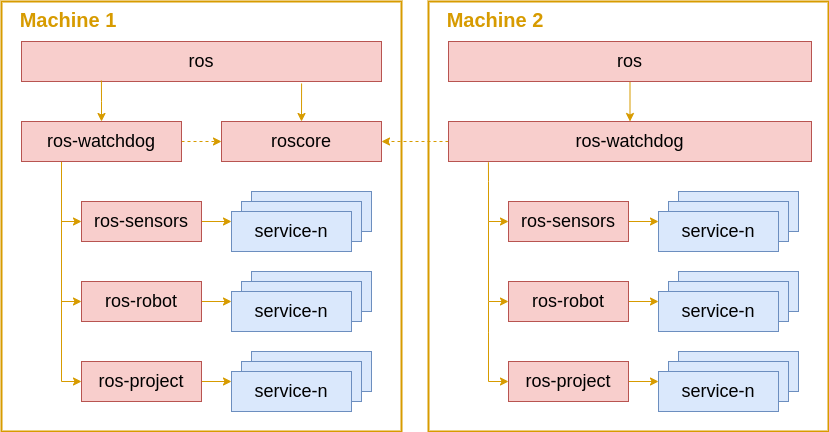 Machine 1
ros
ros-watchdog
roscore
ros-sensors
service-n
ros-robot
service-n
ros-project
service-n
Machine 2
ros
ros-watchdog
ros-sensors
service-n
ros-robot
service-n
ros-project
service-n